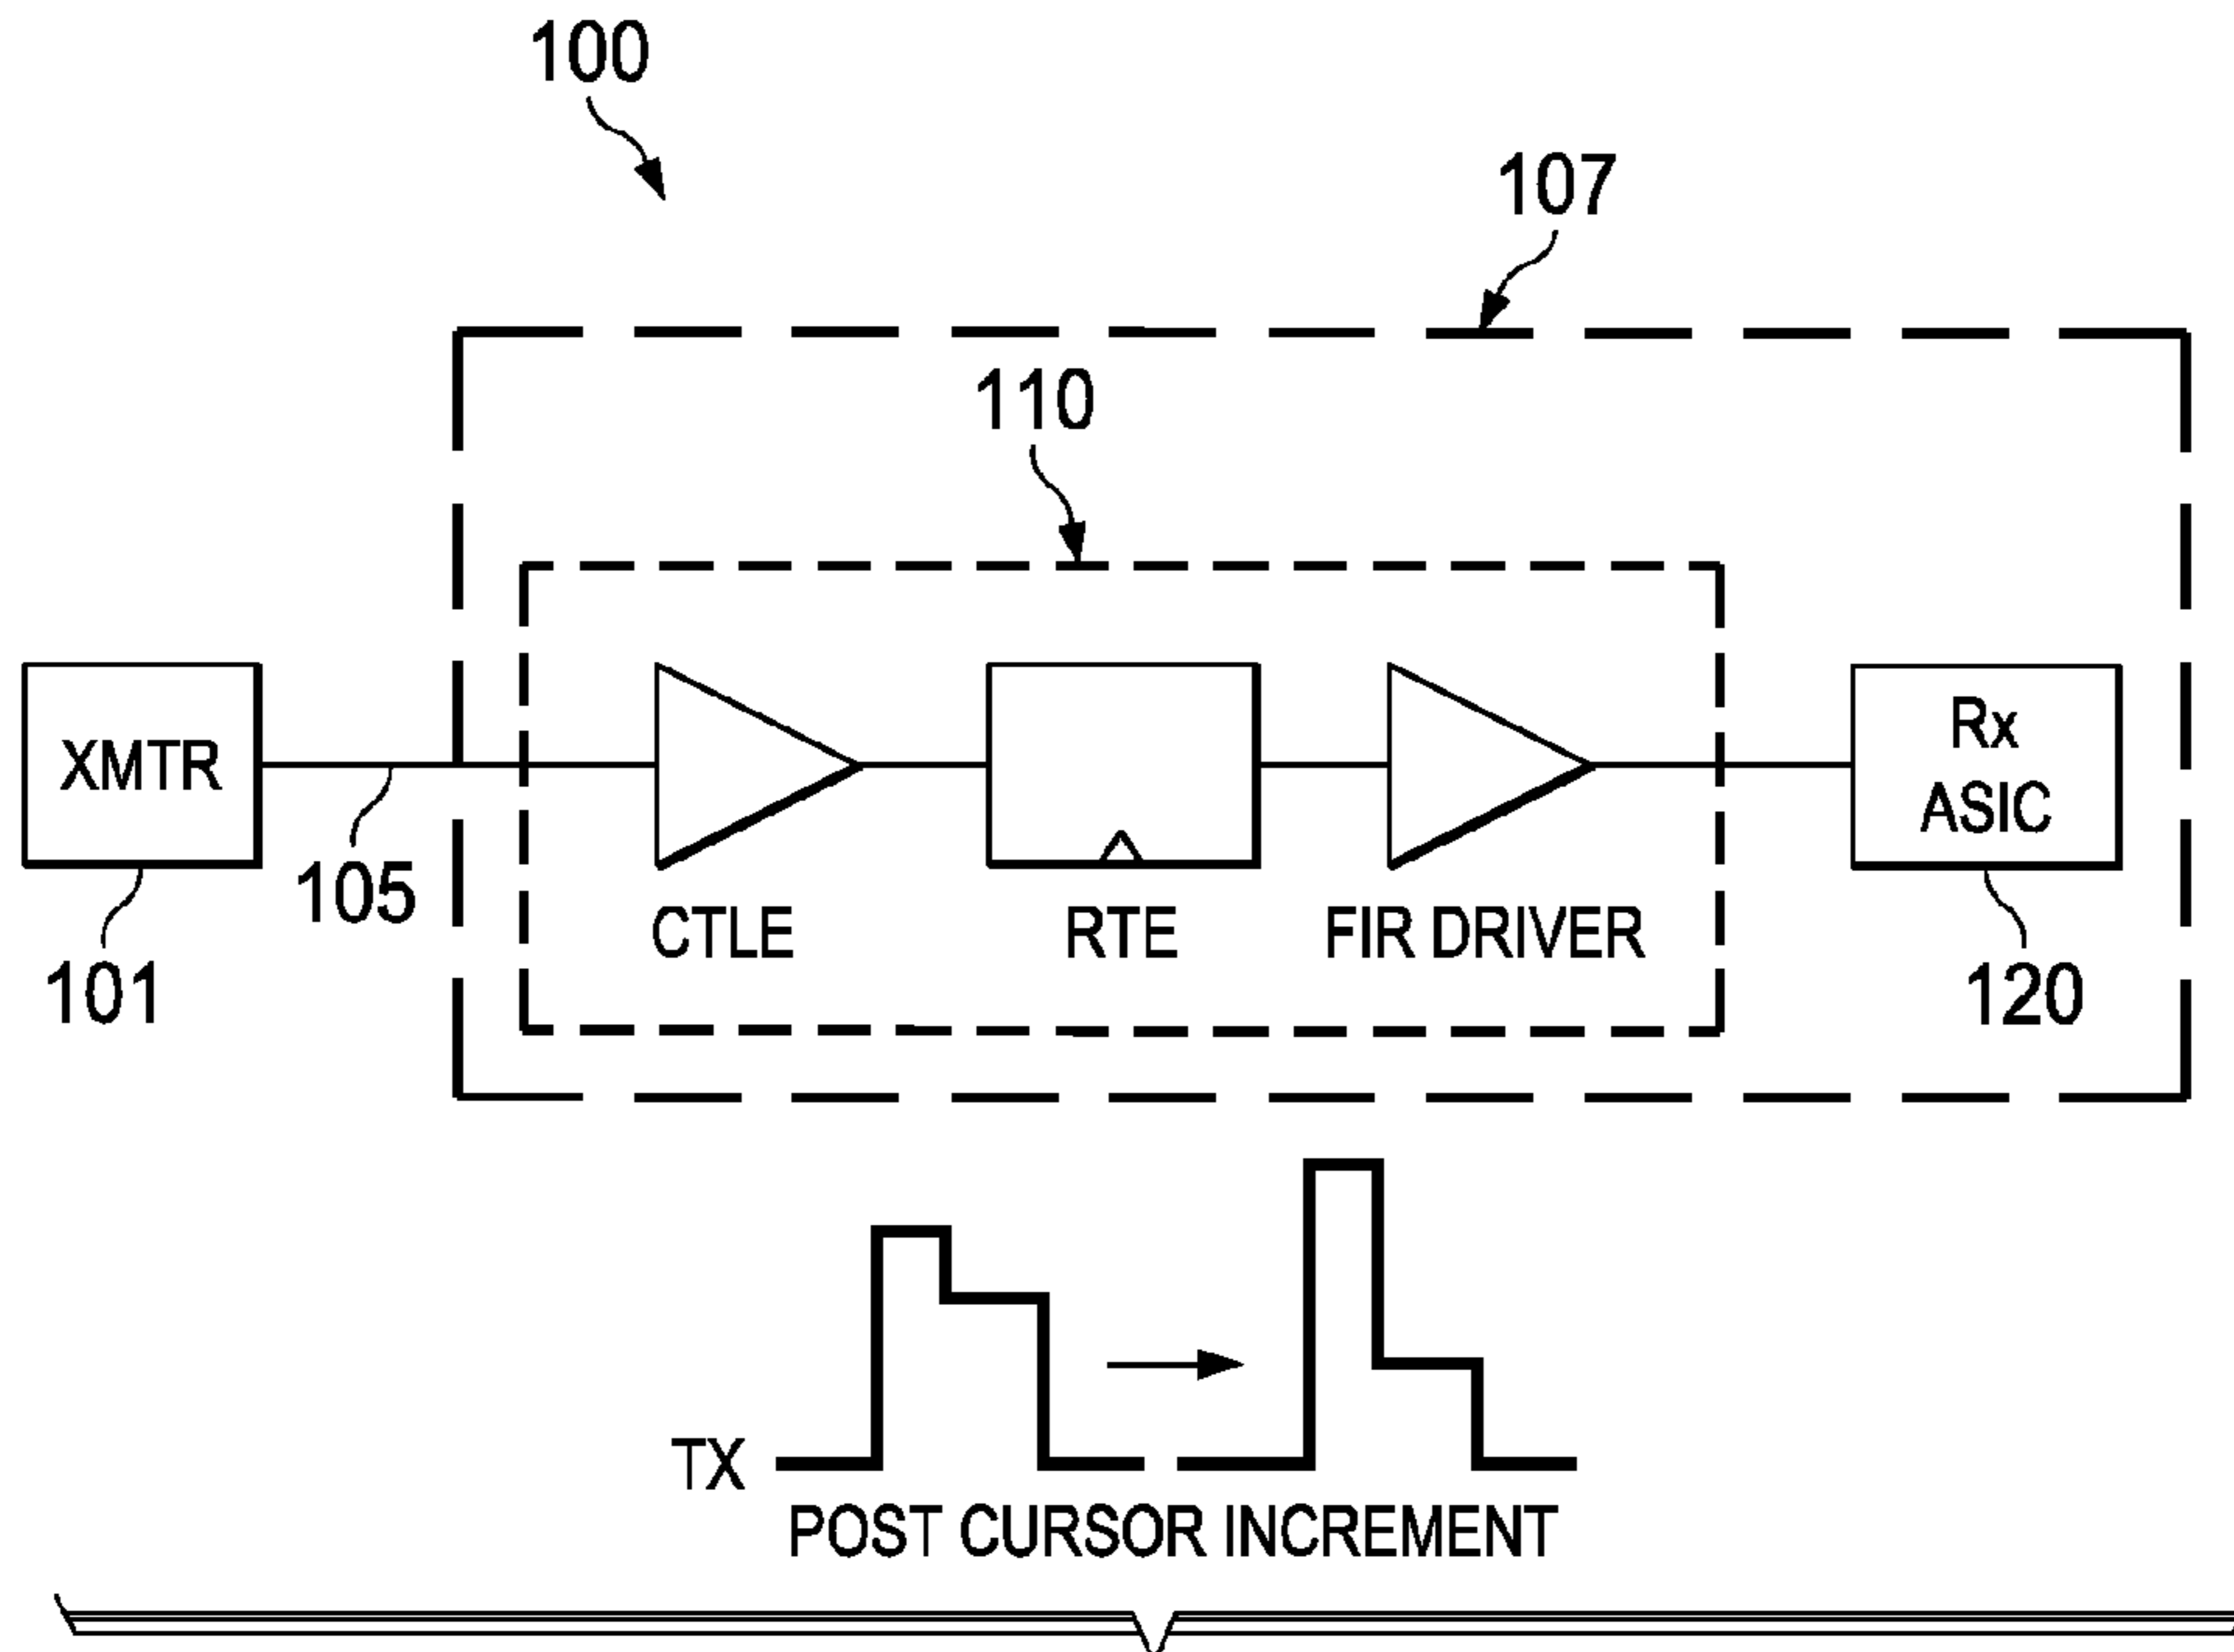 100
107
110
XMTR
Rx
ASIC
105
CTLE
RTE
FIR DRIVER
101
120
TX
POST CURSOR INCREMENT